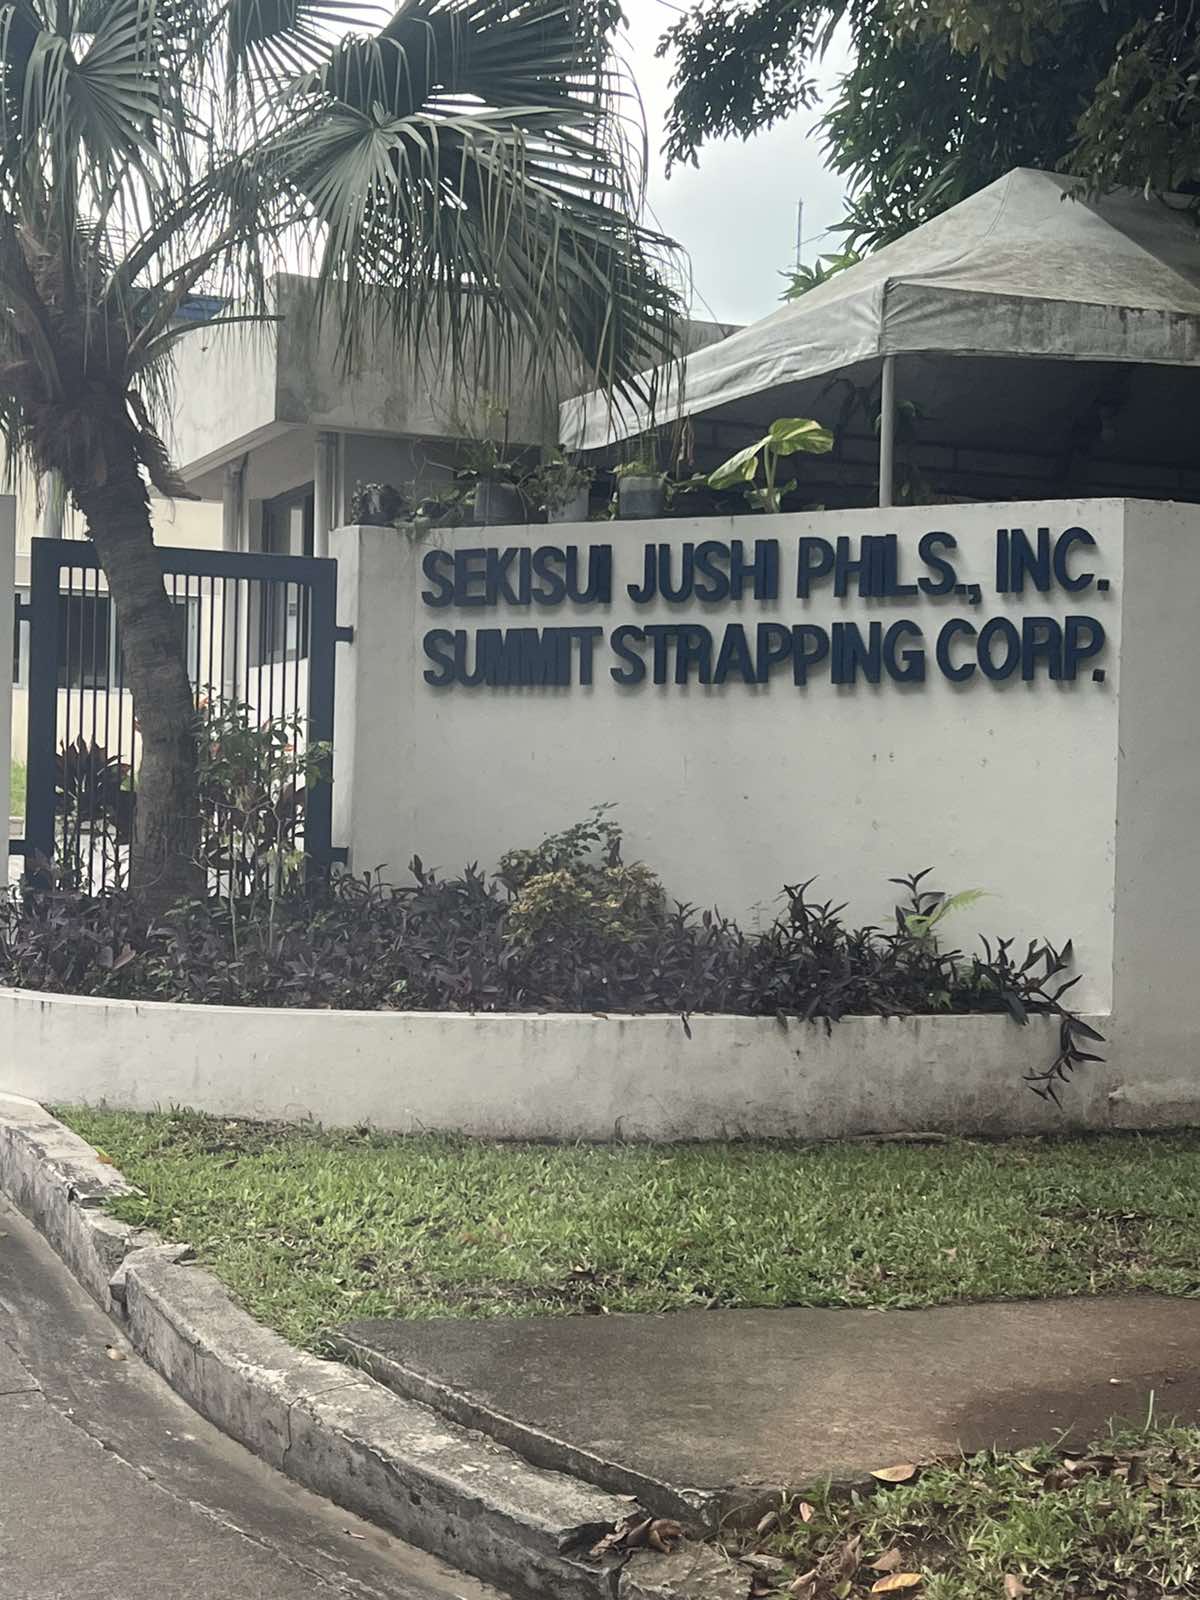 SEKISUI JUSHI PHILS., INC.
SUMMIT STRAPPING CORP.